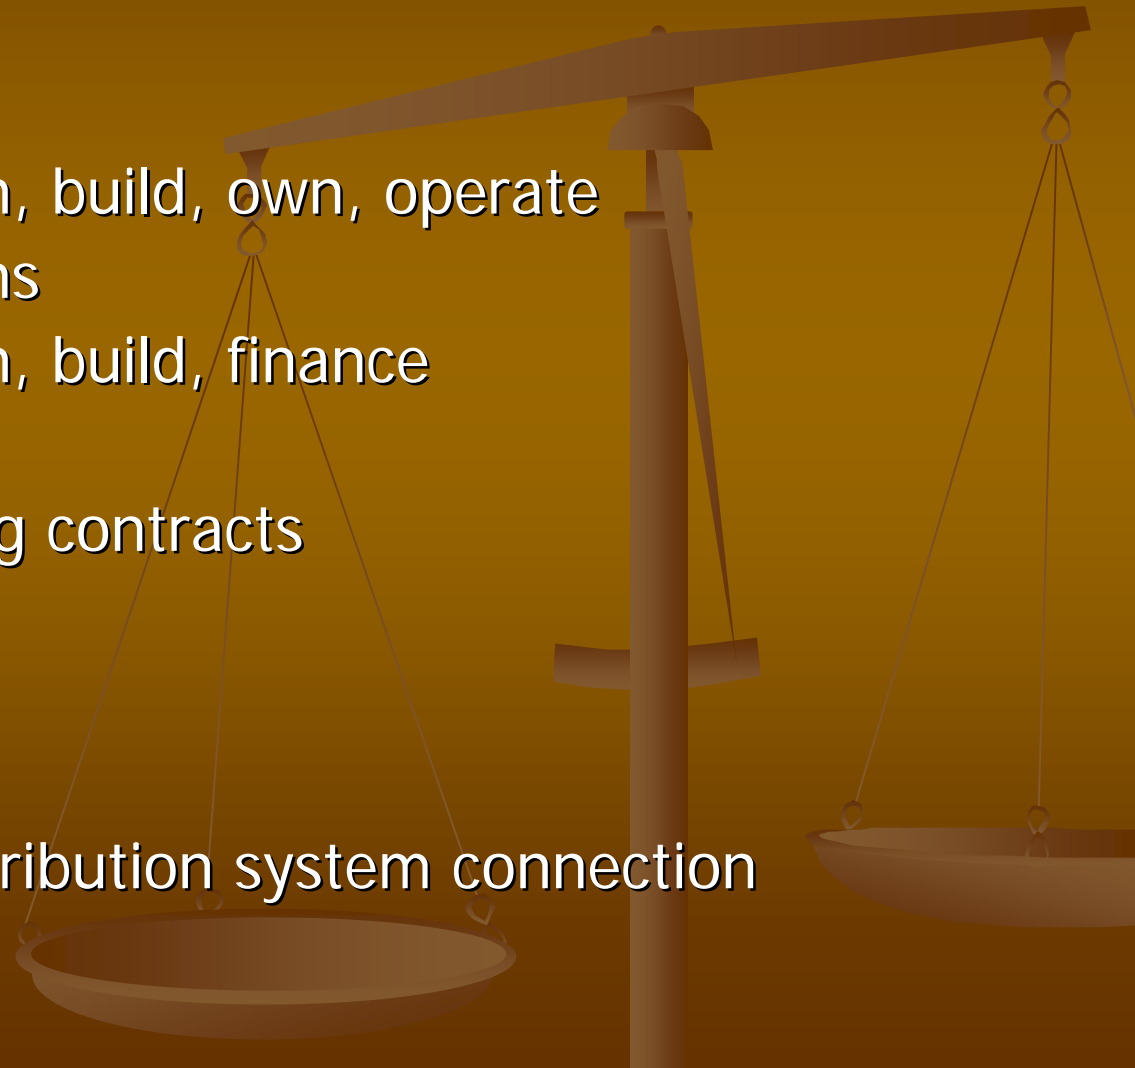 n, build, own, operate
ns
n, build, finance
g contracts
ribution system connection